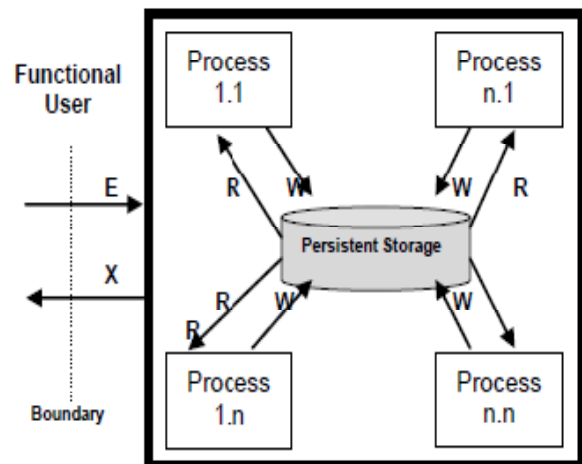 Functional
User
E
X
Boundary
Process
1.1
Process
n.1
R
W
W
R
Persistent Storage
R
R
W
W
Process
1.n
Process
n.n